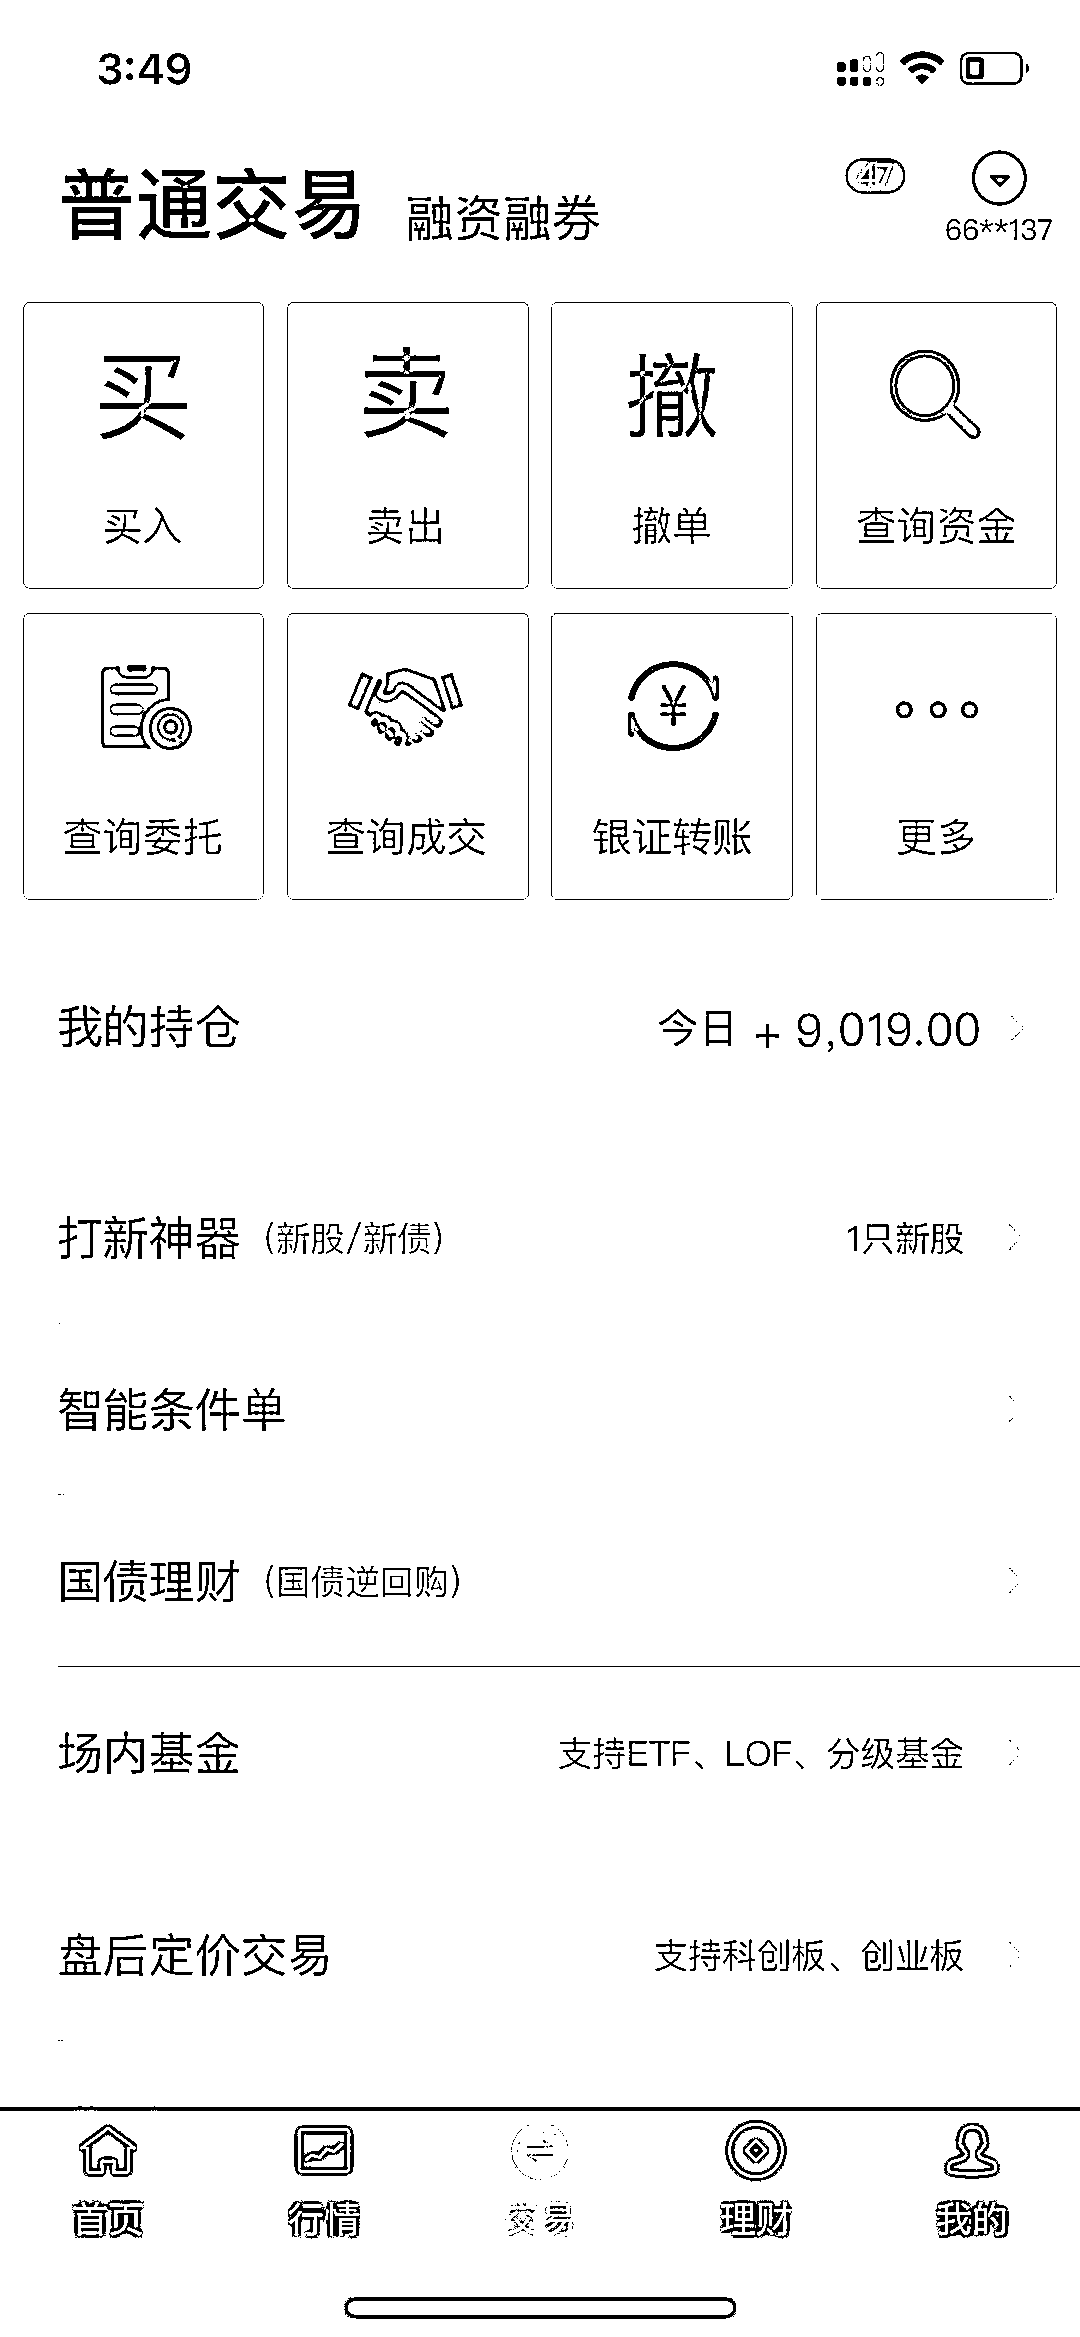 3:49
普通交易 融资融券
47
66**137
买 卖 撤
买入 卖出 撤单 查询资金
¥
查询委托 查询成交 银证转账 更多
我的持仓 今日 + 9,019.00
打新神器 (新股/新债) 1只新股
智能条件单
国债理财 (国债逆回购)
场内基金 支持ETF、LOF、分级基金
盘后定价交易 支持科创板、创业板
首页 行情 交易 理财 我的